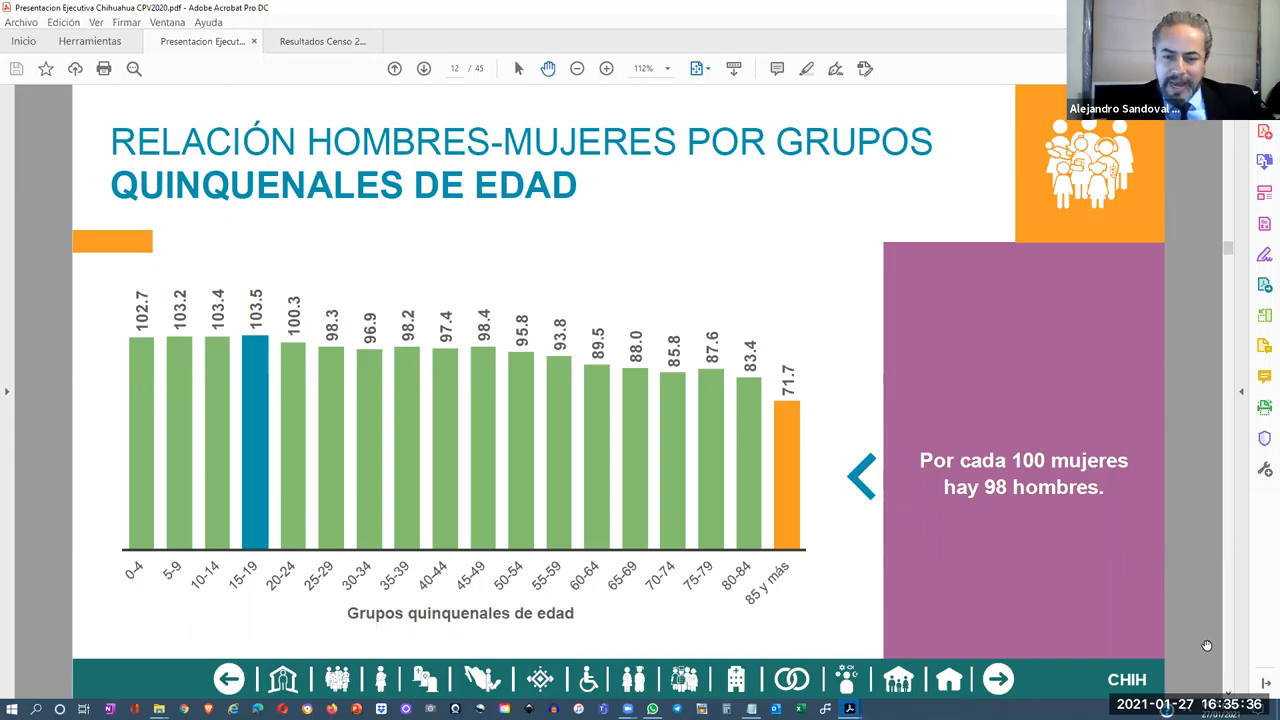 Presentacion Ejecutiva Chihuahua CPV2020.pdf - Adobe Acrobat Pro DC
Archivo Edición Ver Firmar Ventana Ayuda
Inicio Herramientas Presentacion Ejecut... × Resultados Censo 2...
12 / 45 112%
Alejandro Sandoval ...
RELACIÓN HOMBRES-MUJERES POR GRUPOS
QUINQUENALES DE EDAD
102.7 103.2 103.4 103.5 100.3 98.3 96.9 98.2 97.4 98.4 95.8 93.8 89.5 88.0 85.8 87.6 83.4 71.7
Por cada 100 mujeres
hay 98 hombres.
0-4 5-9 10-14 15-19 20-24 25-29 30-34 35-39 40-44 45-49 50-54 55-59 60-64 65-69 70-74 75-79 80-84 85 y más
Grupos quinquenales de edad
CHIH
2021-01-27 16:35:36
27/01/2021